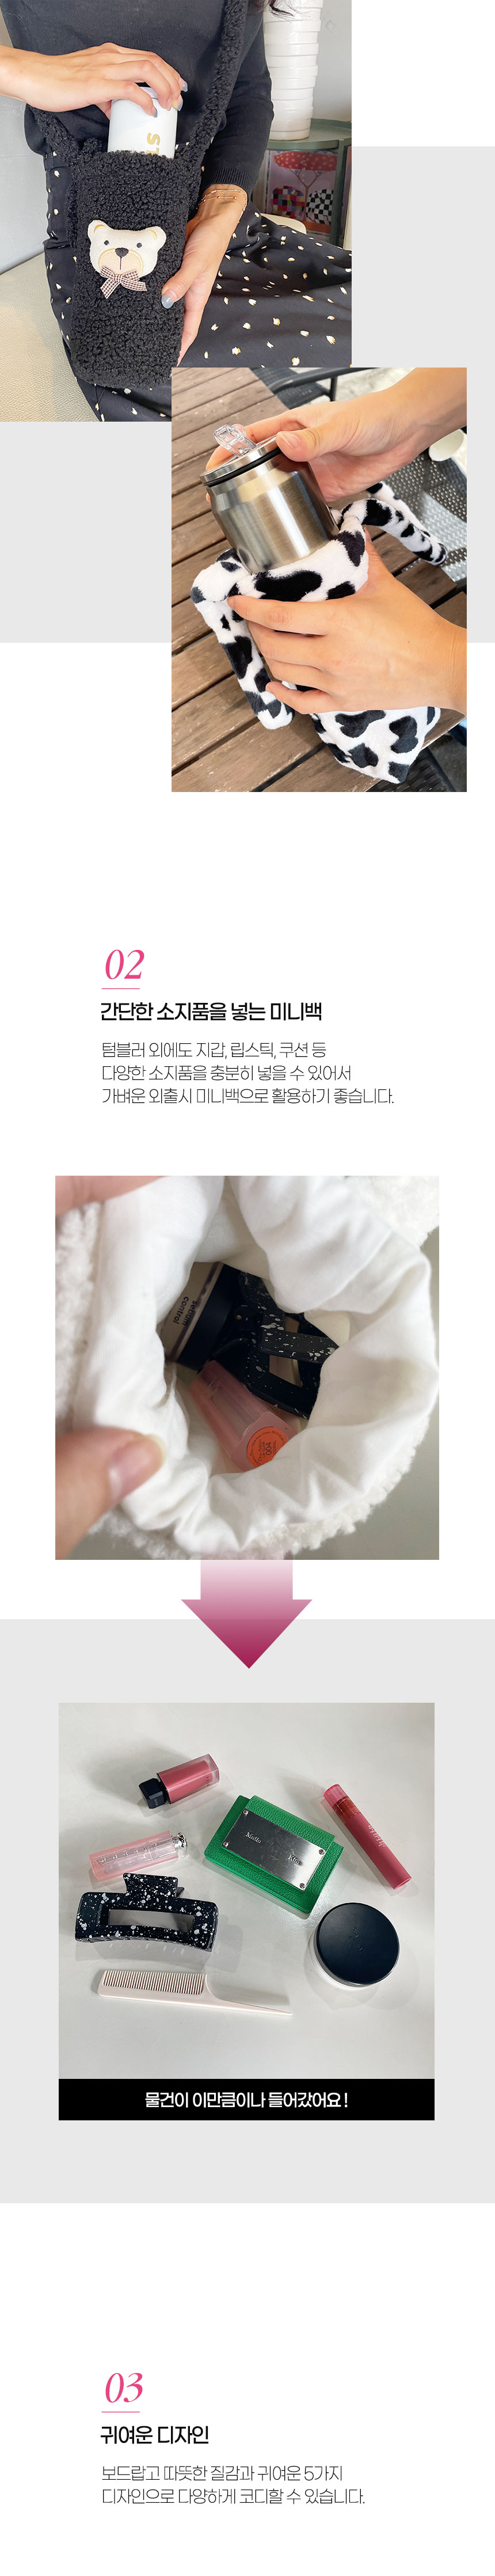 LS
02
간단한 소지품을 넣는 미니백
텀블러 외에도 지갑, 립스틱, 쿠션 등
다양한 소지품을 충분히 넣을 수 있어서
가벼운 외출시 미니백으로 활용하기 좋습니다.
sebum
control
물건이 이만큼이나 들어갔어요 !
03
귀여운 디자인
보드랍고 따뜻한 질감과 귀여운 5가지
디자인으로 다양하게 코디할 수 있습니다.